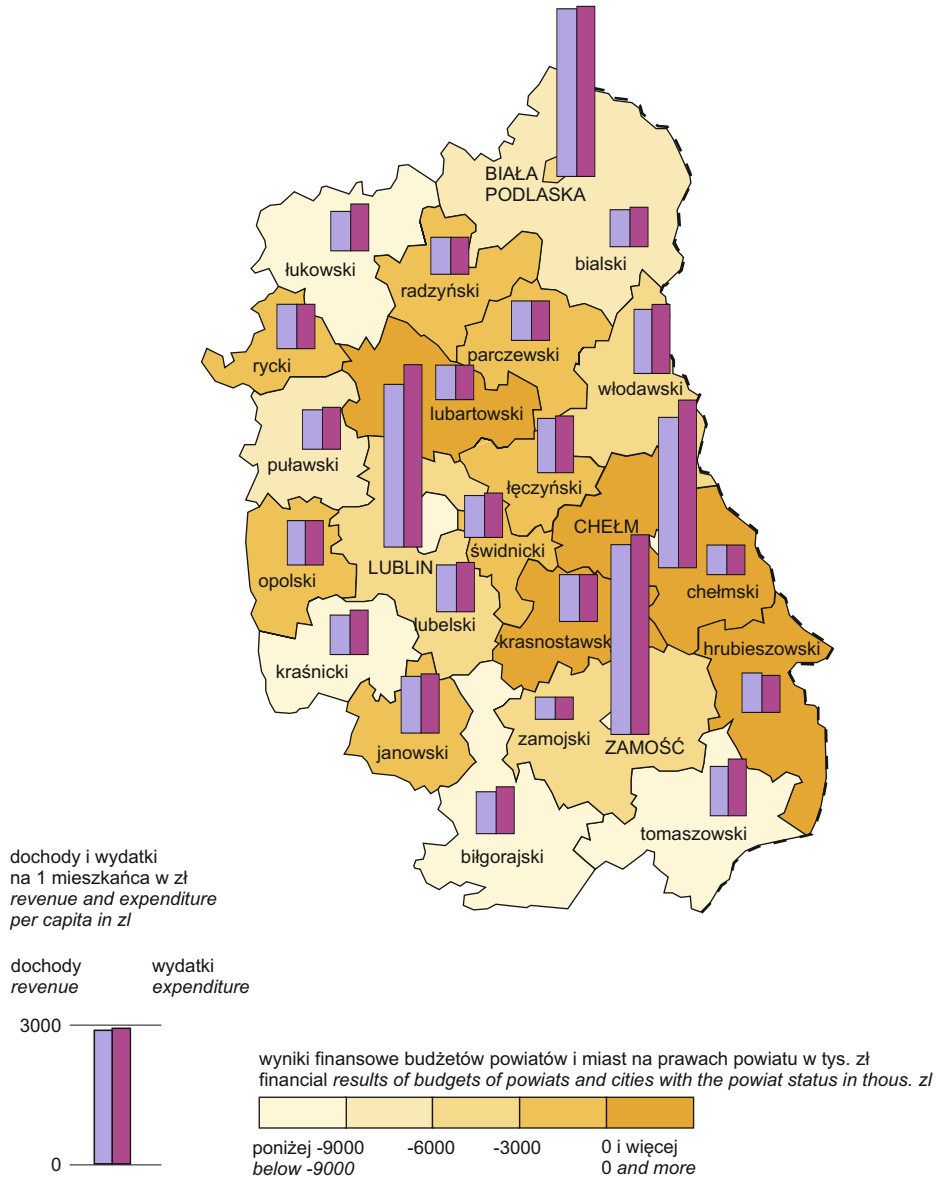 BIAŁA
PODLASKA
bialski
łukowski
radzyński
rycki
parczewski
włodawski
lubartowski
puławski
łęczyński
CHEŁM
świdnicki
LUBLIN
opolski
chełmski
lubelski
krasnostawsk
hrubieszowski
kraśnicki
zamojski
ZAMOŚĆ
janowski
tomaszowski
biłgorajski
dochody i wydatki
na 1 mieszkańca w zł
revenue and expenditure
per capita in zl
dochody wydatki
revenue expenditure
3000
0
wyniki finansowe budżetów powiatów i miast na prawach powiatu w tys. zł
financial results of budgets of powiats and cities with the powiat status in thous. zl
poniżej -9000 -6000 -3000 0 i więcej
below -9000 0 and more